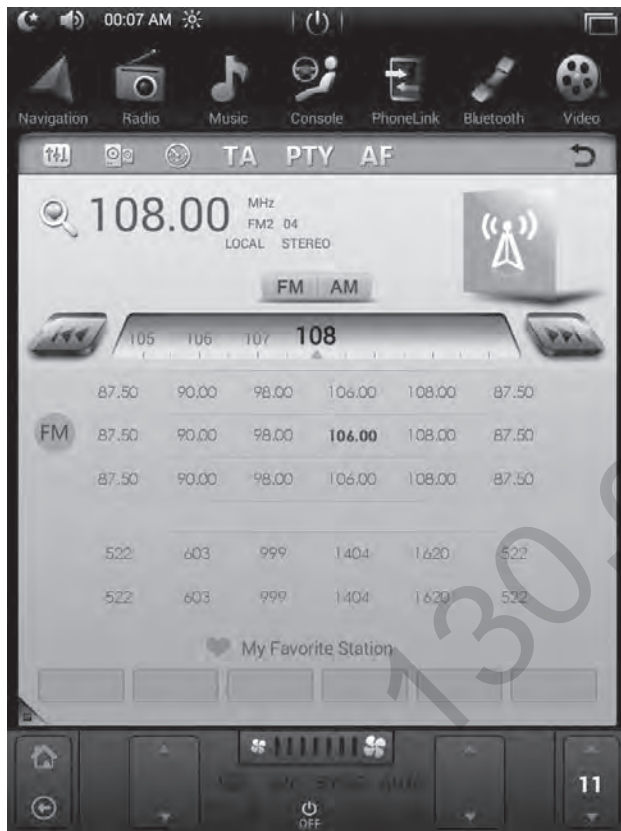 00:07 AM
Navigation Radio Music Console PhoneLink Bluetooth Video
TA PTY AF
108.00 MHz
FM2 04
LOCAL STEREO
FM AM
105 106 107 108
87.50 90.00 98.00 106.00 108.00 87.50
FM 87.50 90.00 98.00 106.00 108.00 87.50
87.50 90.00 98.00 106.00 108.00 87.50
522 603 999 1404 1620 522
522 603 999 1404 1620 522
My Favorite Station
130.
11
OFF